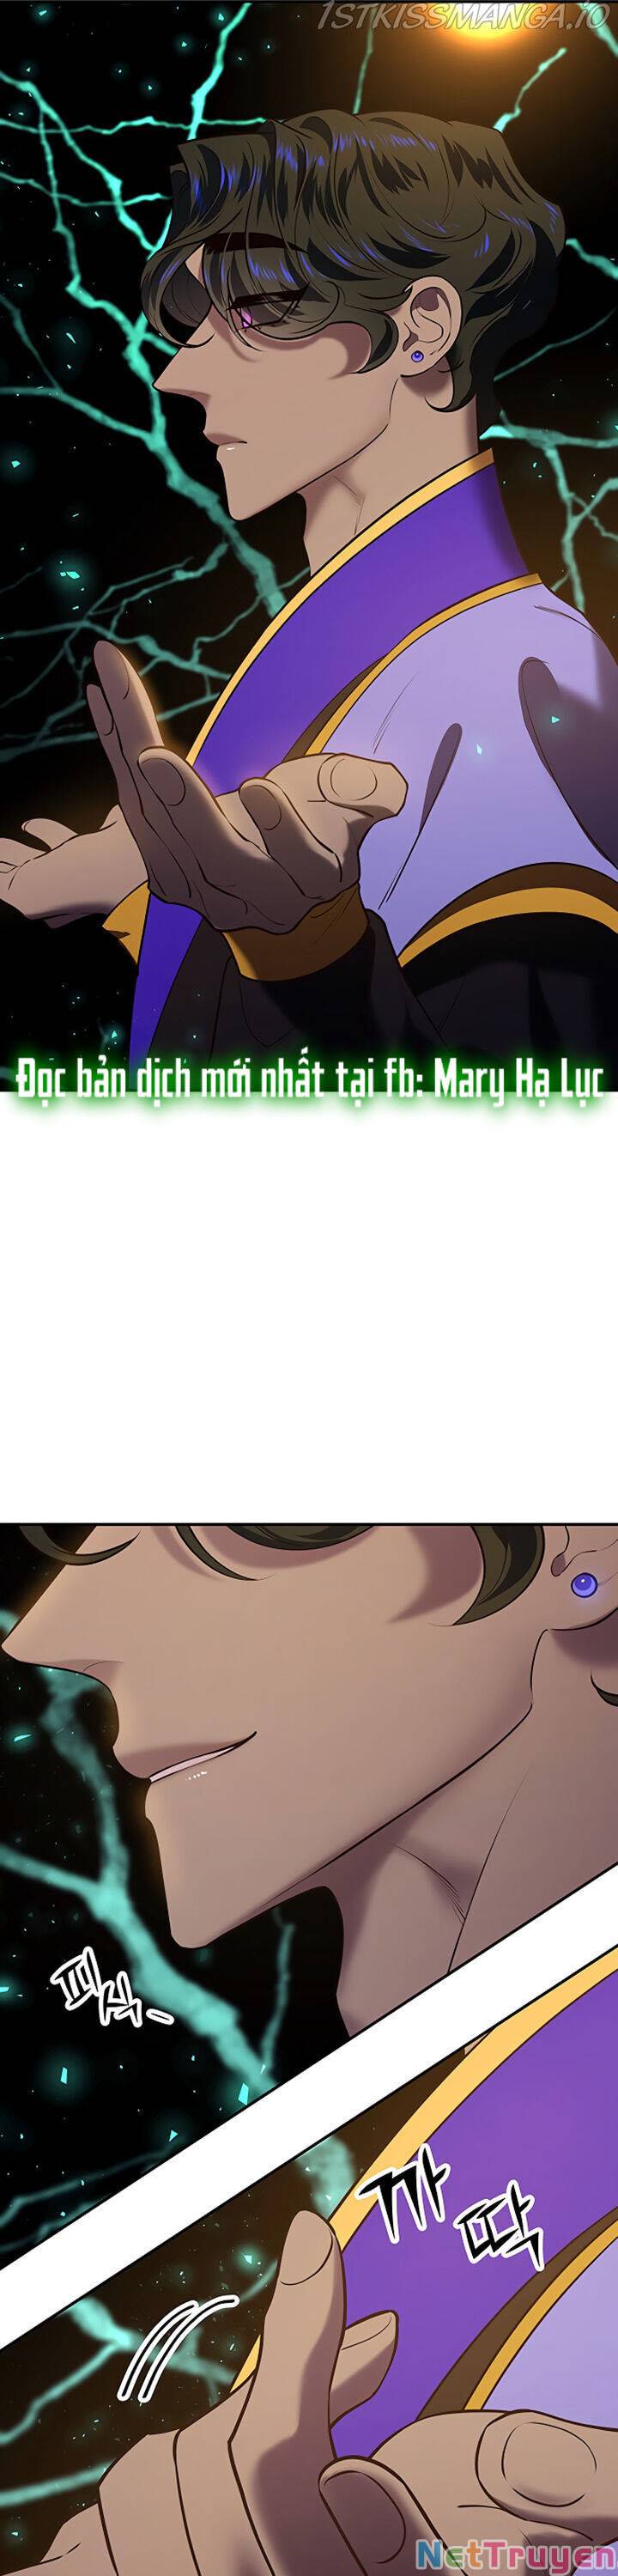 1STKISSMANGA.IO
Đọc bản dịch mới nhất tại fb: Mary Hạ Lục
피식-
까
딱
NetTruyen